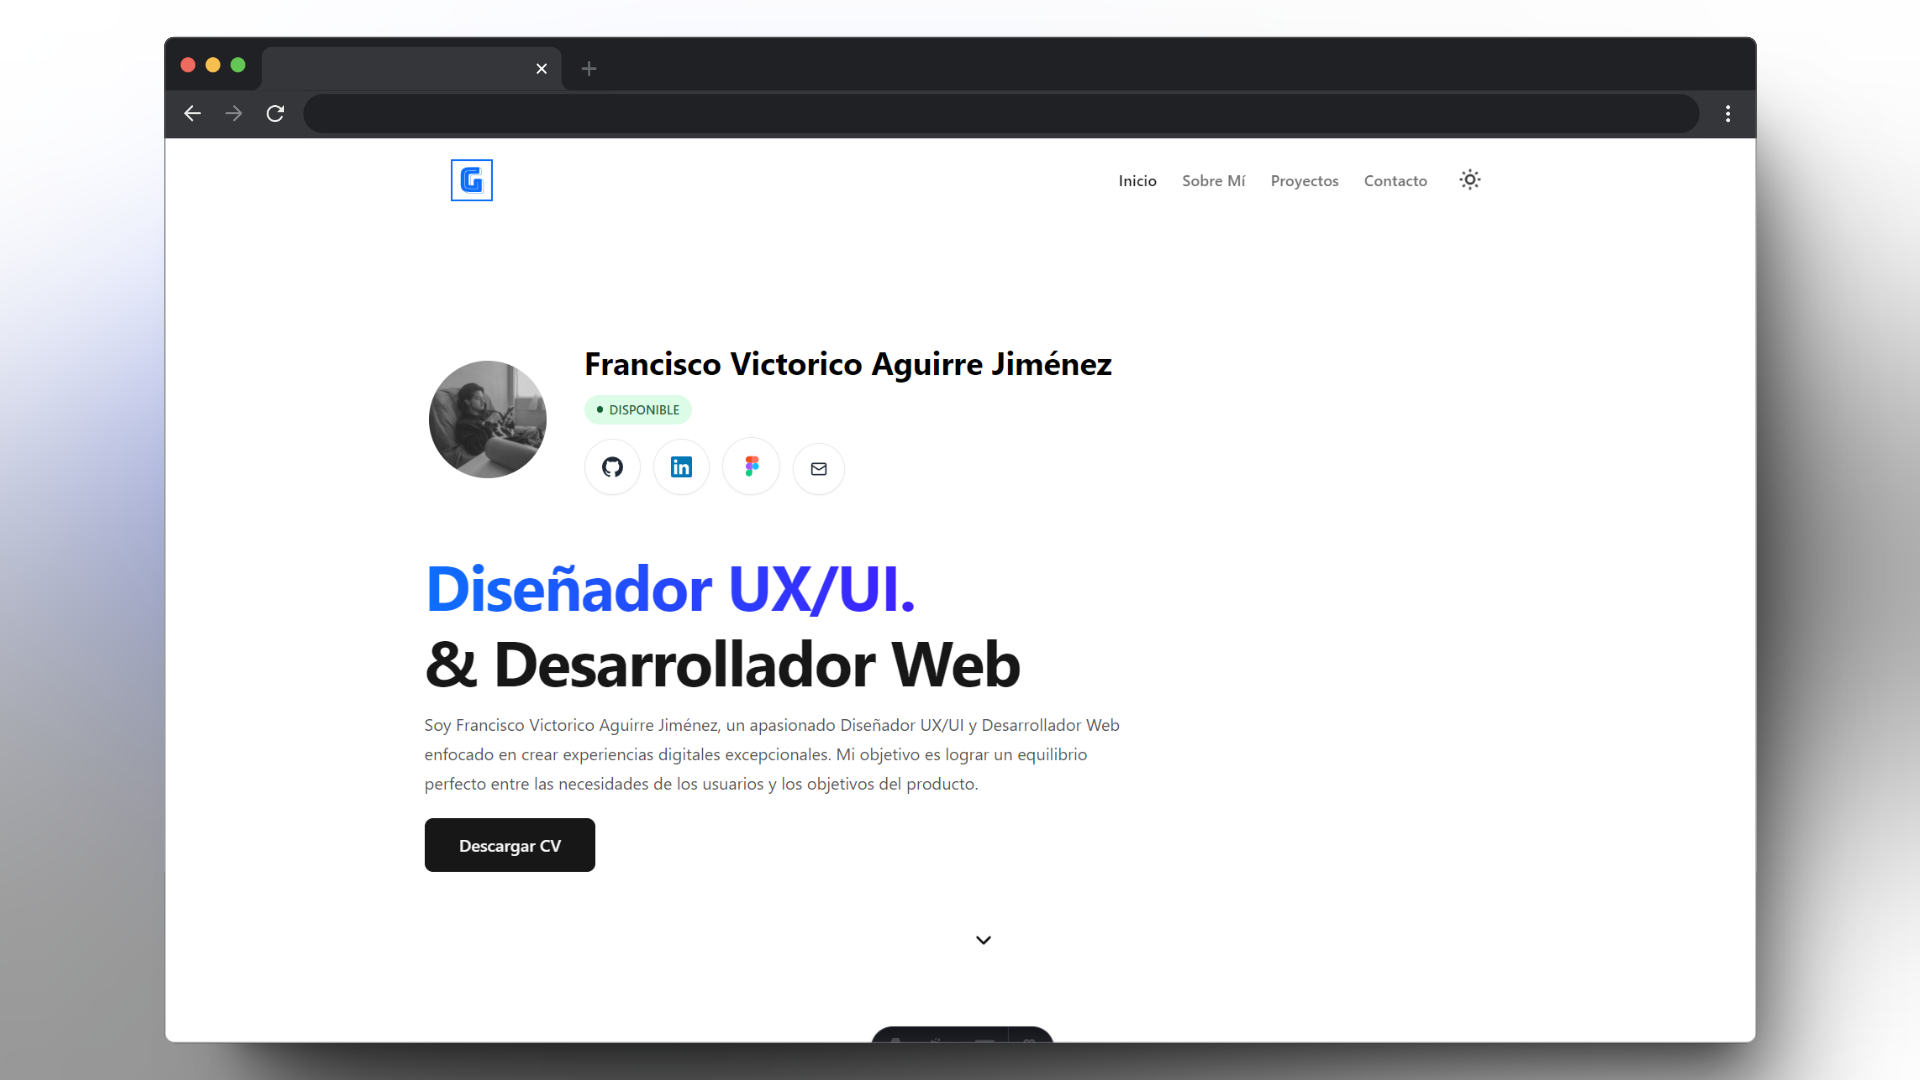 G
Inicio Sobre Mí Proyectos Contacto
Francisco Victorico Aguirre Jiménez
DISPONIBLE
in
Diseñador UX/UI.
& Desarrollador Web
Soy Francisco Victorico Aguirre Jiménez, un apasionado Diseñador UX/UI y Desarrollador Web
enfocado en crear experiencias digitales excepcionales. Mi objetivo es lograr un equilibrio
perfecto entre las necesidades de los usuarios y los objetivos del producto.
Descargar CV